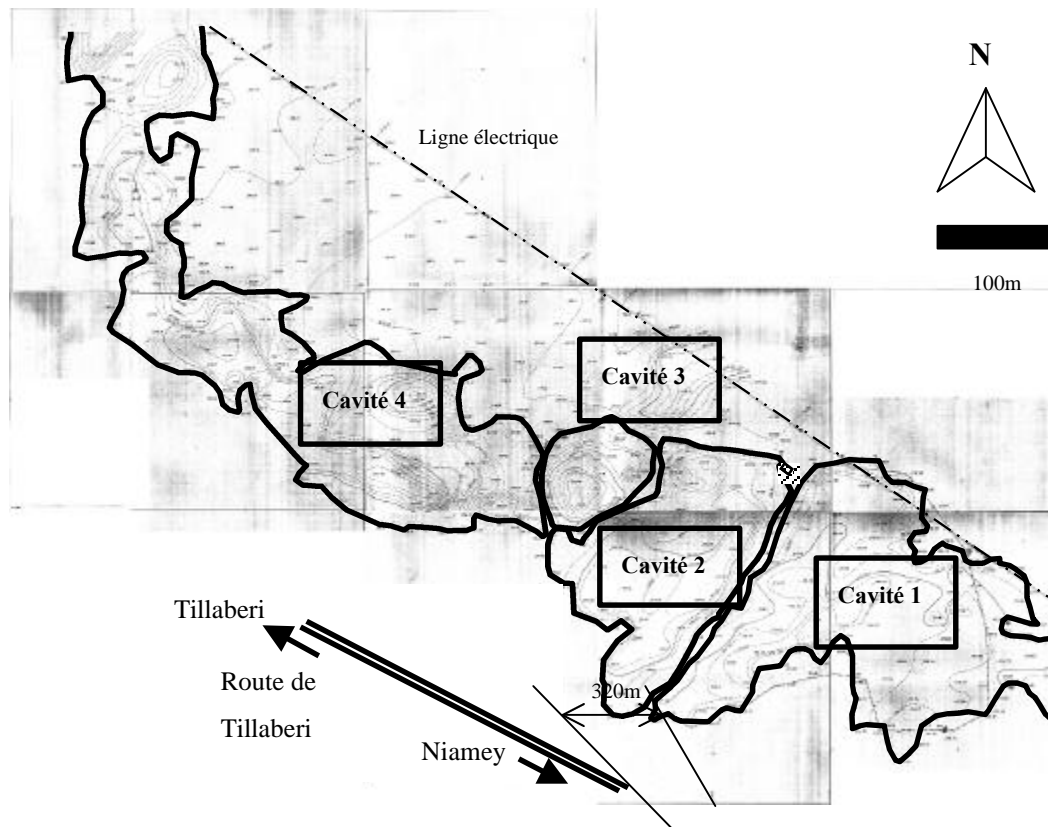 N
Ligne électrique
100m
Cavité 3
Cavité 4
Cavité 2
Cavité 1
Tillaberi
Route de
Tillaberi
320m
Niamey